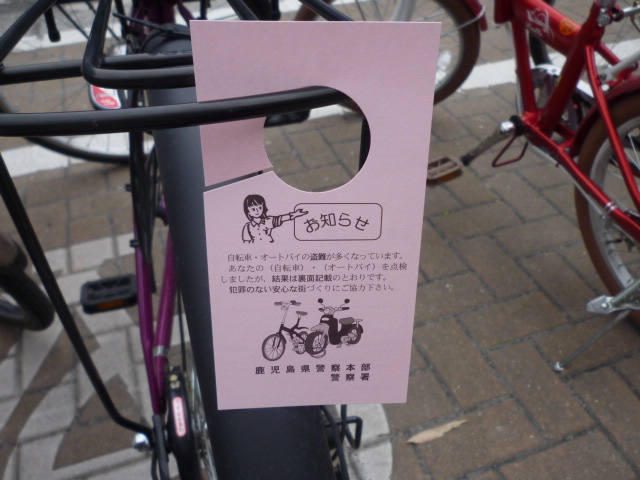 お知らせ
自転車・オートバイの盗難が多くなっています。
あなたの（自転車）・（オートバイ）を点検
しましたが、結果は裏面記載のとおりです。
犯罪のない安心な街づくりにご協力下さい。
鹿児島県警察本部
警察署